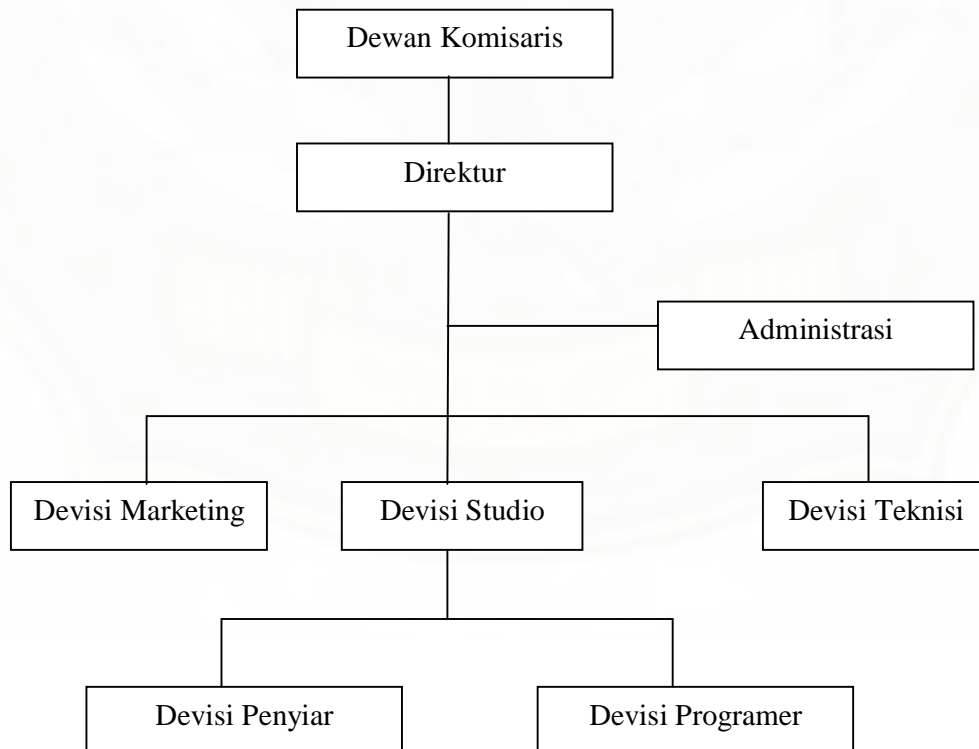 Dewan Komisaris
Direktur
Administrasi
Devisi Marketing
Devisi Studio
Devisi Teknisi
Devisi Penyiar
Devisi Programer